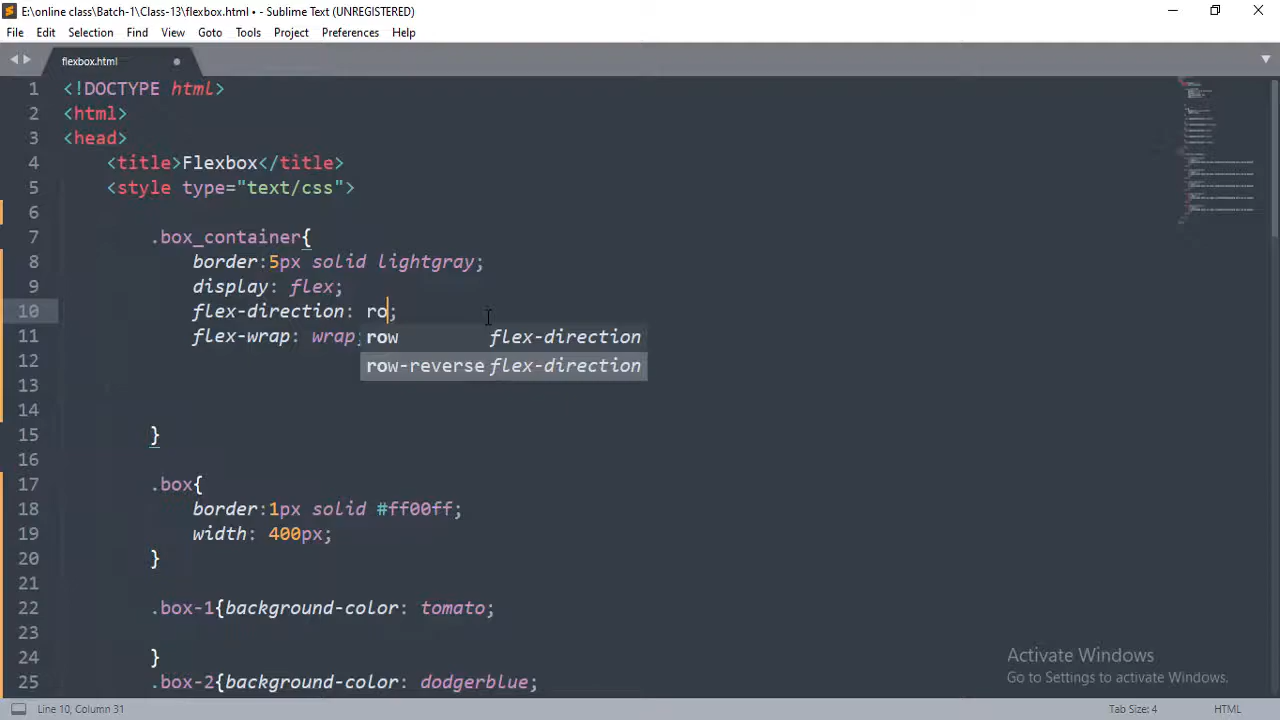 E:\online class\Batch-1\Class-13\flexbox.html • - Sublime Text (UNREGISTERED)
File Edit Selection Find View Goto Tools Project Preferences Help
flexbox.html
1 <!DOCTYPE html>
2 <html>
3 <head>
4 <title>Flexbox</title>
5 <style type="text/css">
6
7 .box_container{
8 border:5px solid lightgray;
9 display: flex;
10 flex-direction: ro;
11 flex-wrap: wrap;
row flex-direction
row-reverse flex-direction
12
13
14
15 }
16
17 .box{
18 border:1px solid #ff00ff;
19 width: 400px;
20 }
21
22 .box-1{background-color: tomato;
23
24 }
25 .box-2{background-color: dodgerblue;
Activate Windows
Go to Settings to activate Windows.
Line 10, Column 31 Tab Size: 4 HTML